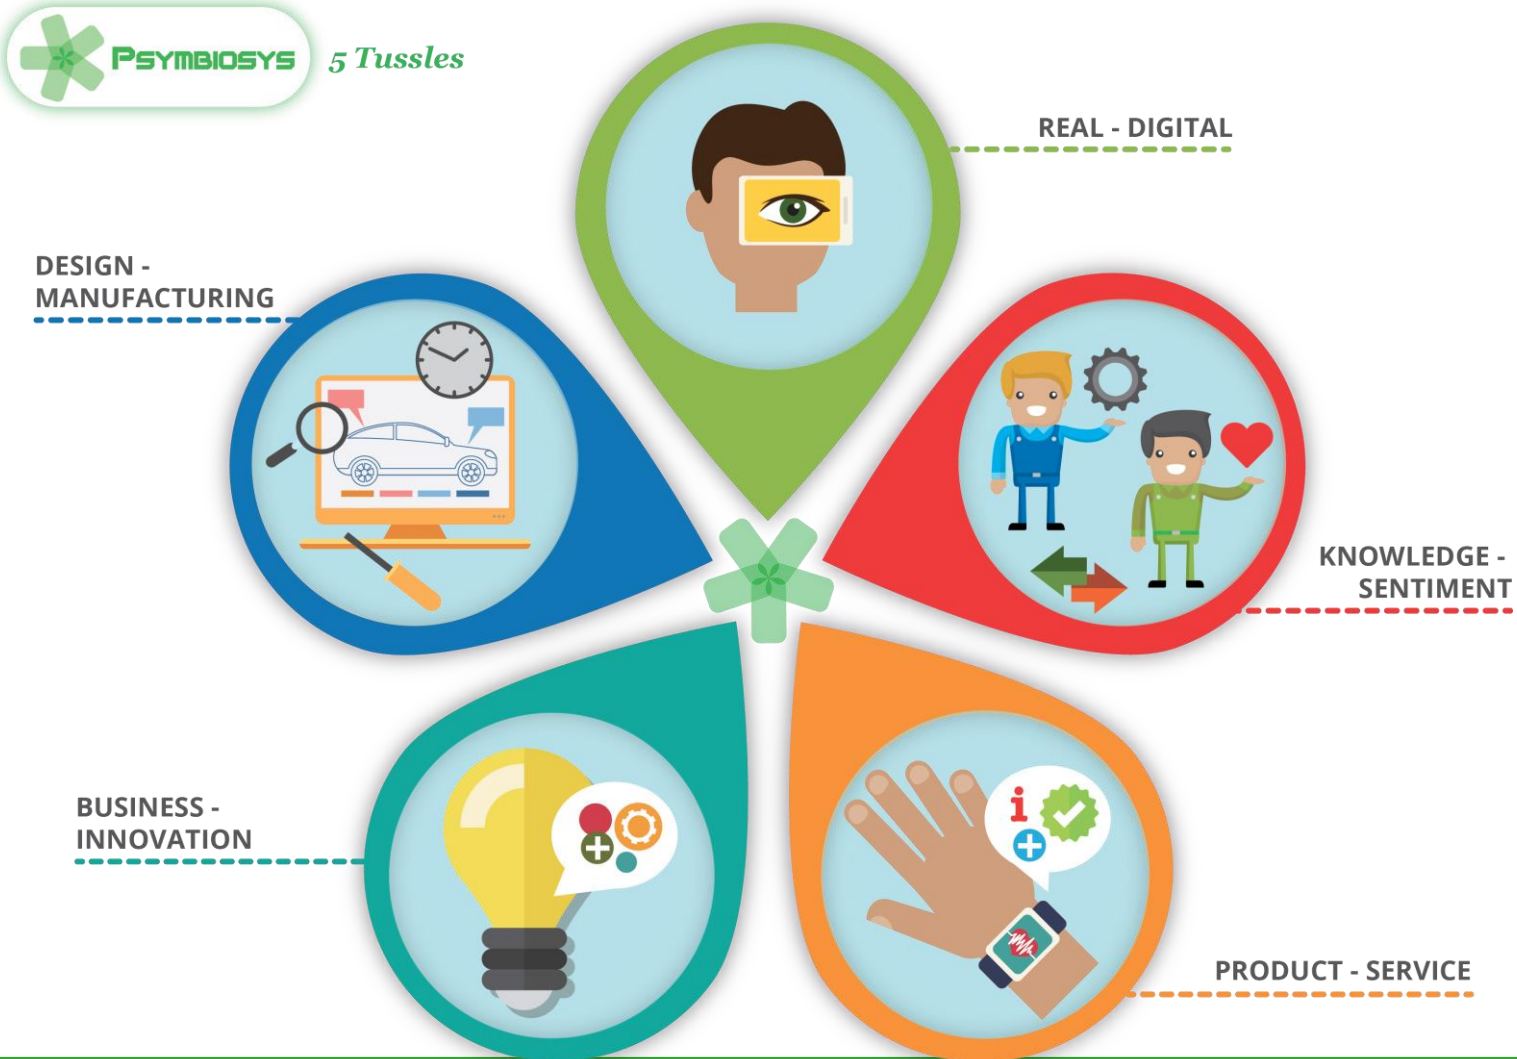 PSYMBIOSYS
5 Tussles
REAL - DIGITAL
DESIGN -
MANUFACTURING
KNOWLEDGE -
SENTIMENT
BUSINESS -
INNOVATION
PRODUCT - SERVICE
i